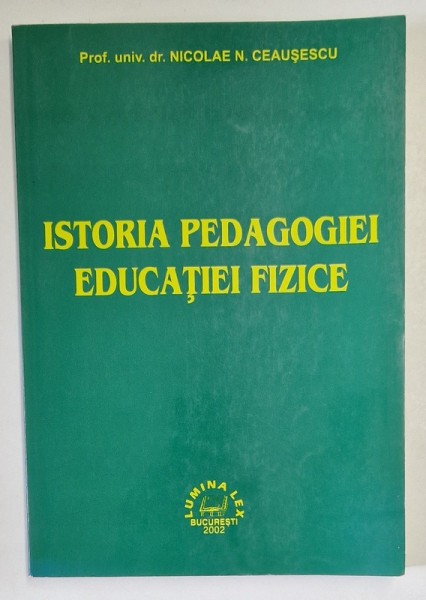 Prof. univ. dr. NICOLAE N. CEAUŞESCU
ISTORIA PEDAGOGIEI
EDUCAŢIEI FIZICE
LUMINA LEX
BUCUREŞTI
2002